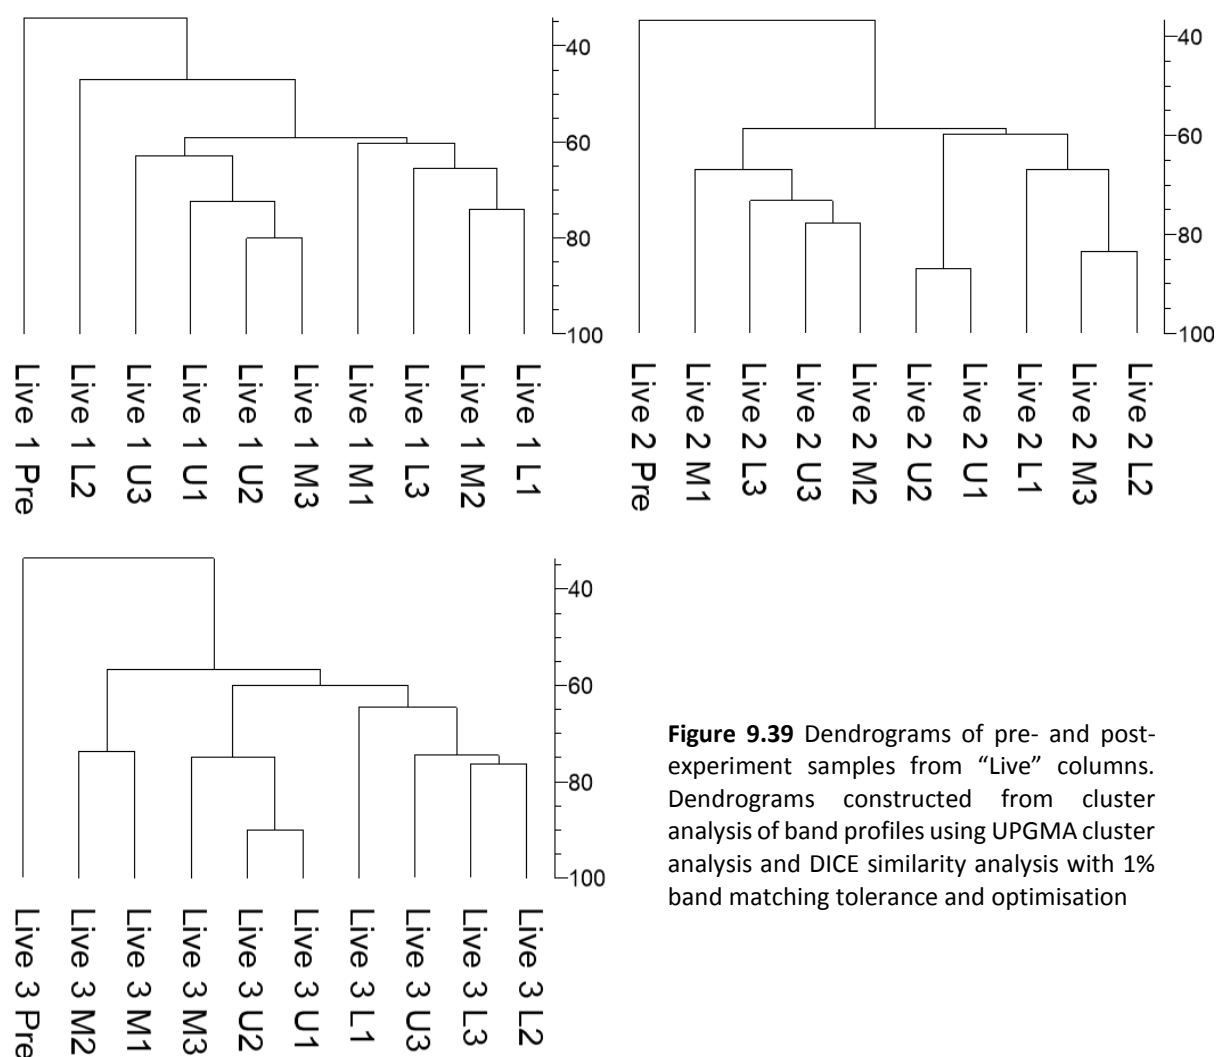 40
60
80
100
Live 1 Pre
Live 1 L2
Live 1 U3
Live 1 U1
Live 1 U2
Live 1 M3
Live 1 M1
Live 1 L3
Live 1 M2
Live 1 L1
40
60
80
100
Live 2 Pre
Live 2 M1
Live 2 L3
Live 2 U3
Live 2 M2
Live 2 U2
Live 2 U1
Live 2 L1
Live 2 M3
Live 2 L2
40
60
80
100
Live 3 Pre
Live 3 M2
Live 3 M1
Live 3 M3
Live 3 U2
Live 3 U1
Live 3 L1
Live 3 U3
Live 3 L3
Live 3 L2
Figure 9.39 Dendrograms of pre- and post-
experiment samples from “Live” columns.
Dendrograms constructed from cluster
analysis of band profiles using UPGMA cluster
analysis and DICE similarity analysis with 1%
band matching tolerance and optimisation